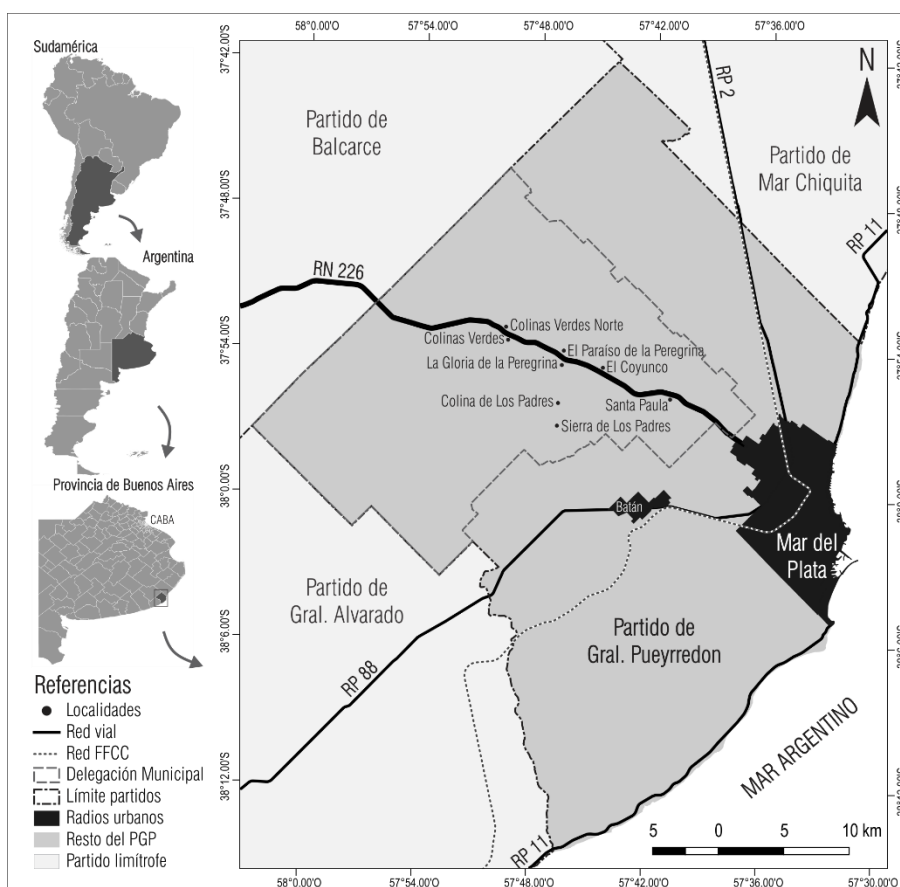 Sudamérica
Argentina
Provincia de Buenos Aires
CABA
Referencias
Localidades
Red vial
Red FFCC
Delegación Municipal
Límite partidos
Radios urbanos
Resto del PGP
Partido limítrofe
58°0.00'O
57°54.00'O
57°48.00'O
57°42.00'O
57°36.00'O
37°42.00'S
37°48.00'S
37°54.00'S
38°0.00'S
38°6.00'S
38°12.00'S
N
Partido de
Balcarce
RP 2
Partido de
Mar Chiquita
RP 11
RN 226
Colinas Verdes Norte
Colinas Verdes
El Paraíso de la Peregrina
La Gloria de la Peregrina
El Coyunco
Colina de Los Padres
Santa Paula
Sierra de Los Padres
Batán
Mar del
Plata
Partido de
Gral. Alvarado
Partido de
Gral. Pueyrredon
RP 88
MAR ARGENTINO
RP 11
5 0 5 10 km
58°0.00'O
57°54.00'O
57°48.00'O
57°42.00'O
57°36.00'O
57°30.00'O